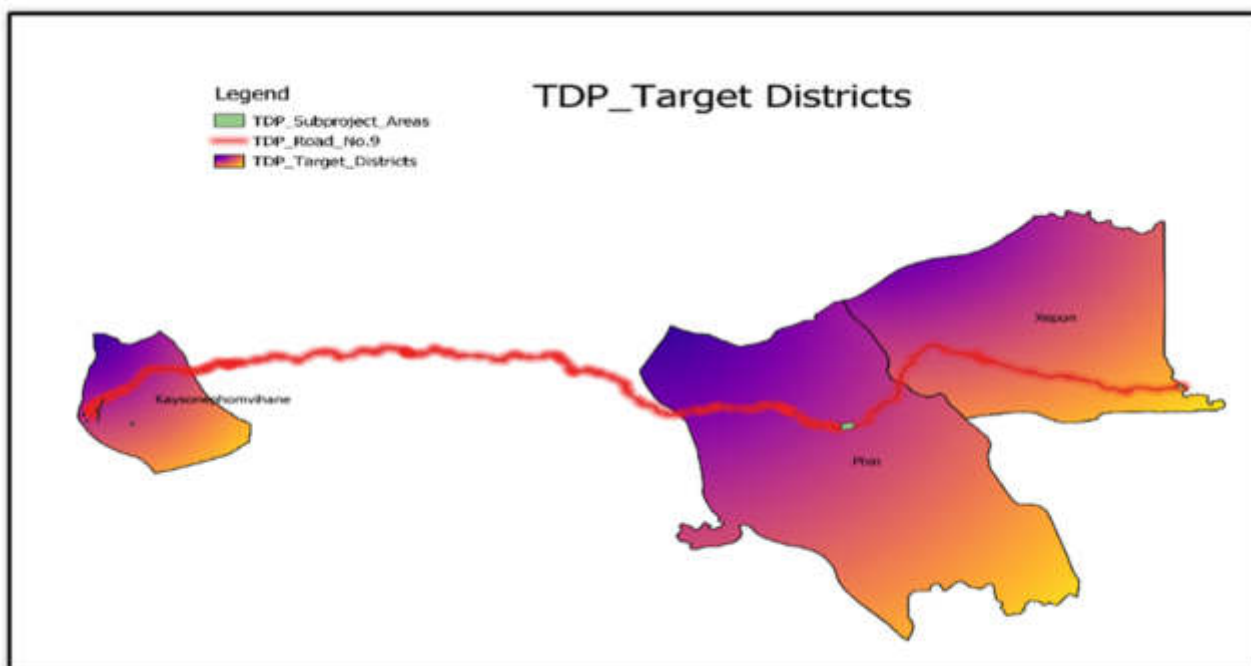 TDP_Target Districts
Legend
TDP_Subproject_Areas
TDP_Road_No.9
TDP_Target_Districts
Xepon
Kaysonephomvihane
Phin